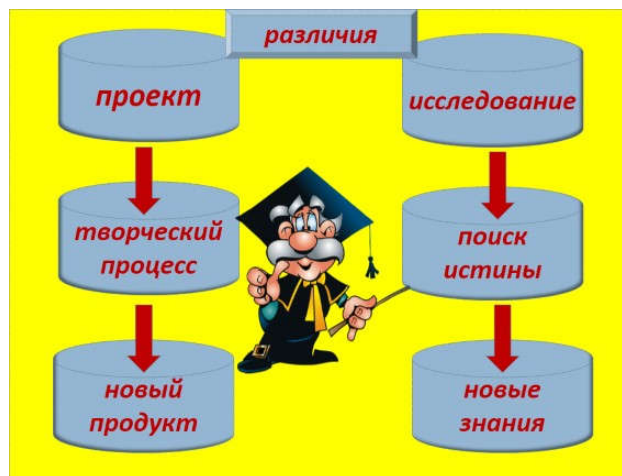 различия
проект
исследование
творческий
процесс
поиск
истины
новый
продукт
новые
знания